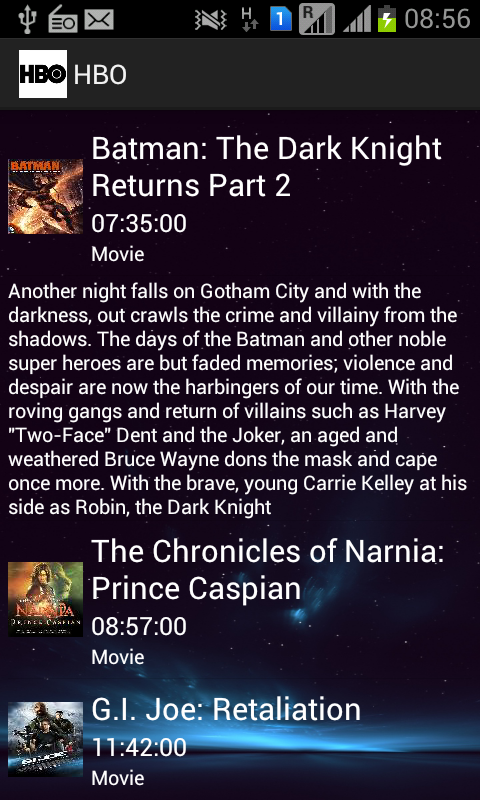 H
1
R
08:56
HBO HBO
Batman: The Dark Knight
Returns Part 2
BATMAN
07:35:00
Movie
Another night falls on Gotham City and with the
darkness, out crawls the crime and villainy from the
shadows. The days of the Batman and other noble
super heroes are but faded memories; violence and
despair are now the harbingers of our time. With the
roving gangs and return of villains such as Harvey
"Two-Face" Dent and the Joker, an aged and
weathered Bruce Wayne dons the mask and cape
once more. With the brave, young Carrie Kelley at his
side as Robin, the Dark Knight
The Chronicles of Narnia:
Prince Caspian
NARNIA
PRINCE CASPIAN
08:57:00
Movie
G.I. Joe: Retaliation
11:42:00
Movie